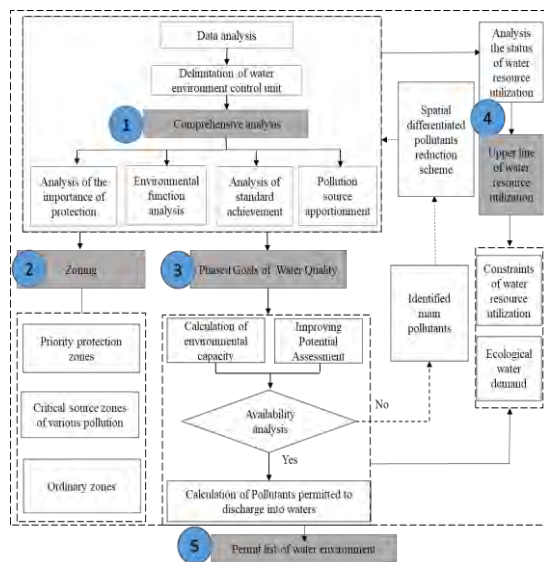 Data analysis
Delimitation of water
environment control unit
1
Comprehensive analysis
Analysis of the
importance of
protection
Environmental
function analysis
Analysis of
standard
achievement
Pollution
source
apportionment
Analysis
the status
of water
resource
utilization
Spatial
differentiated
pollutants
reduction
scheme
4
Upper line
of water
resource
utilization
2
Zoning
3
Phased Goals of Water Quality
Priority protection
zones
Critical source zones
of various pollution
Ordinary zones
Calculation of
environmental
capacity
Improving
Potential
Assessment
Identified
main
pollutants
Constraints
of water
resource
utilization
Ecological
water
demand
Availability
analysis
No
Yes
Calculation of Pollutants permitted to
discharge into waters
5
Permit list of water environment